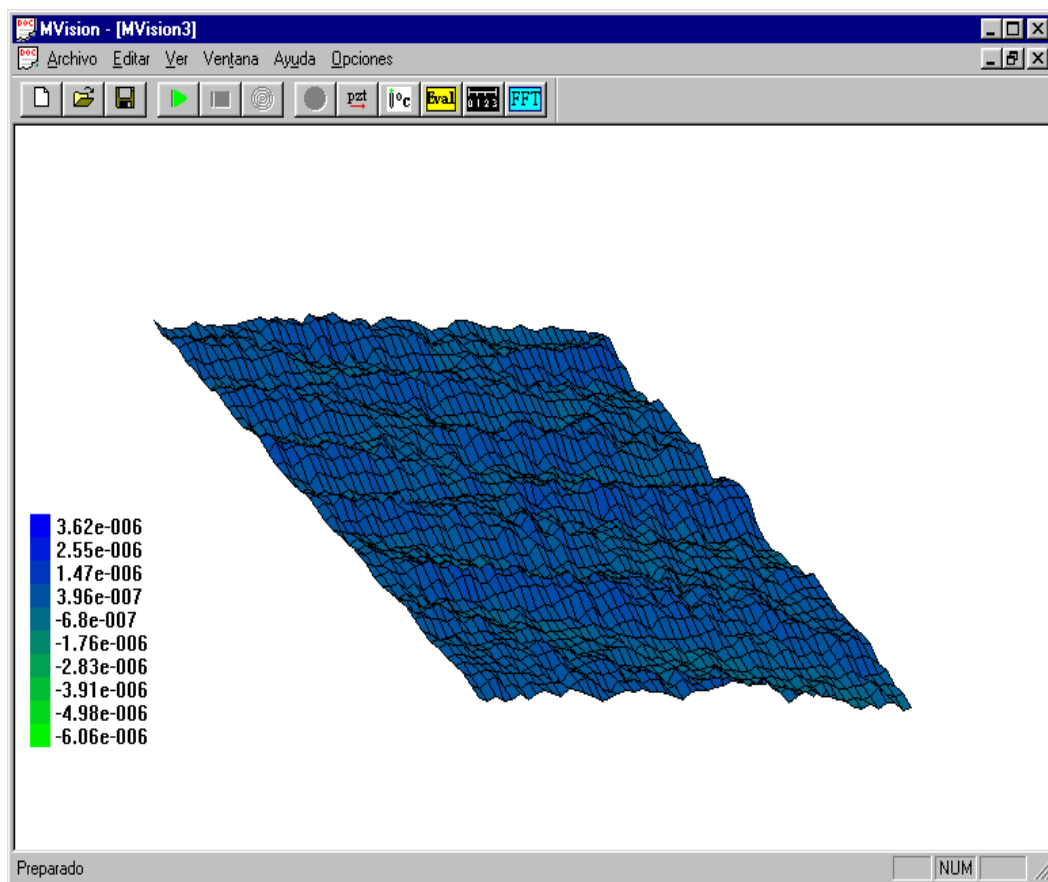 MVision - [MVision3]
Archivo Editar Ver Ventana Ayuda Opciones
pzt ijºc Eval 0123 FFT
3.62e-006
2.55e-006
1.47e-006
3.96e-007
-6.8e-007
-1.76e-006
-2.83e-006
-3.91e-006
-4.98e-006
-6.06e-006
Preparado NUM